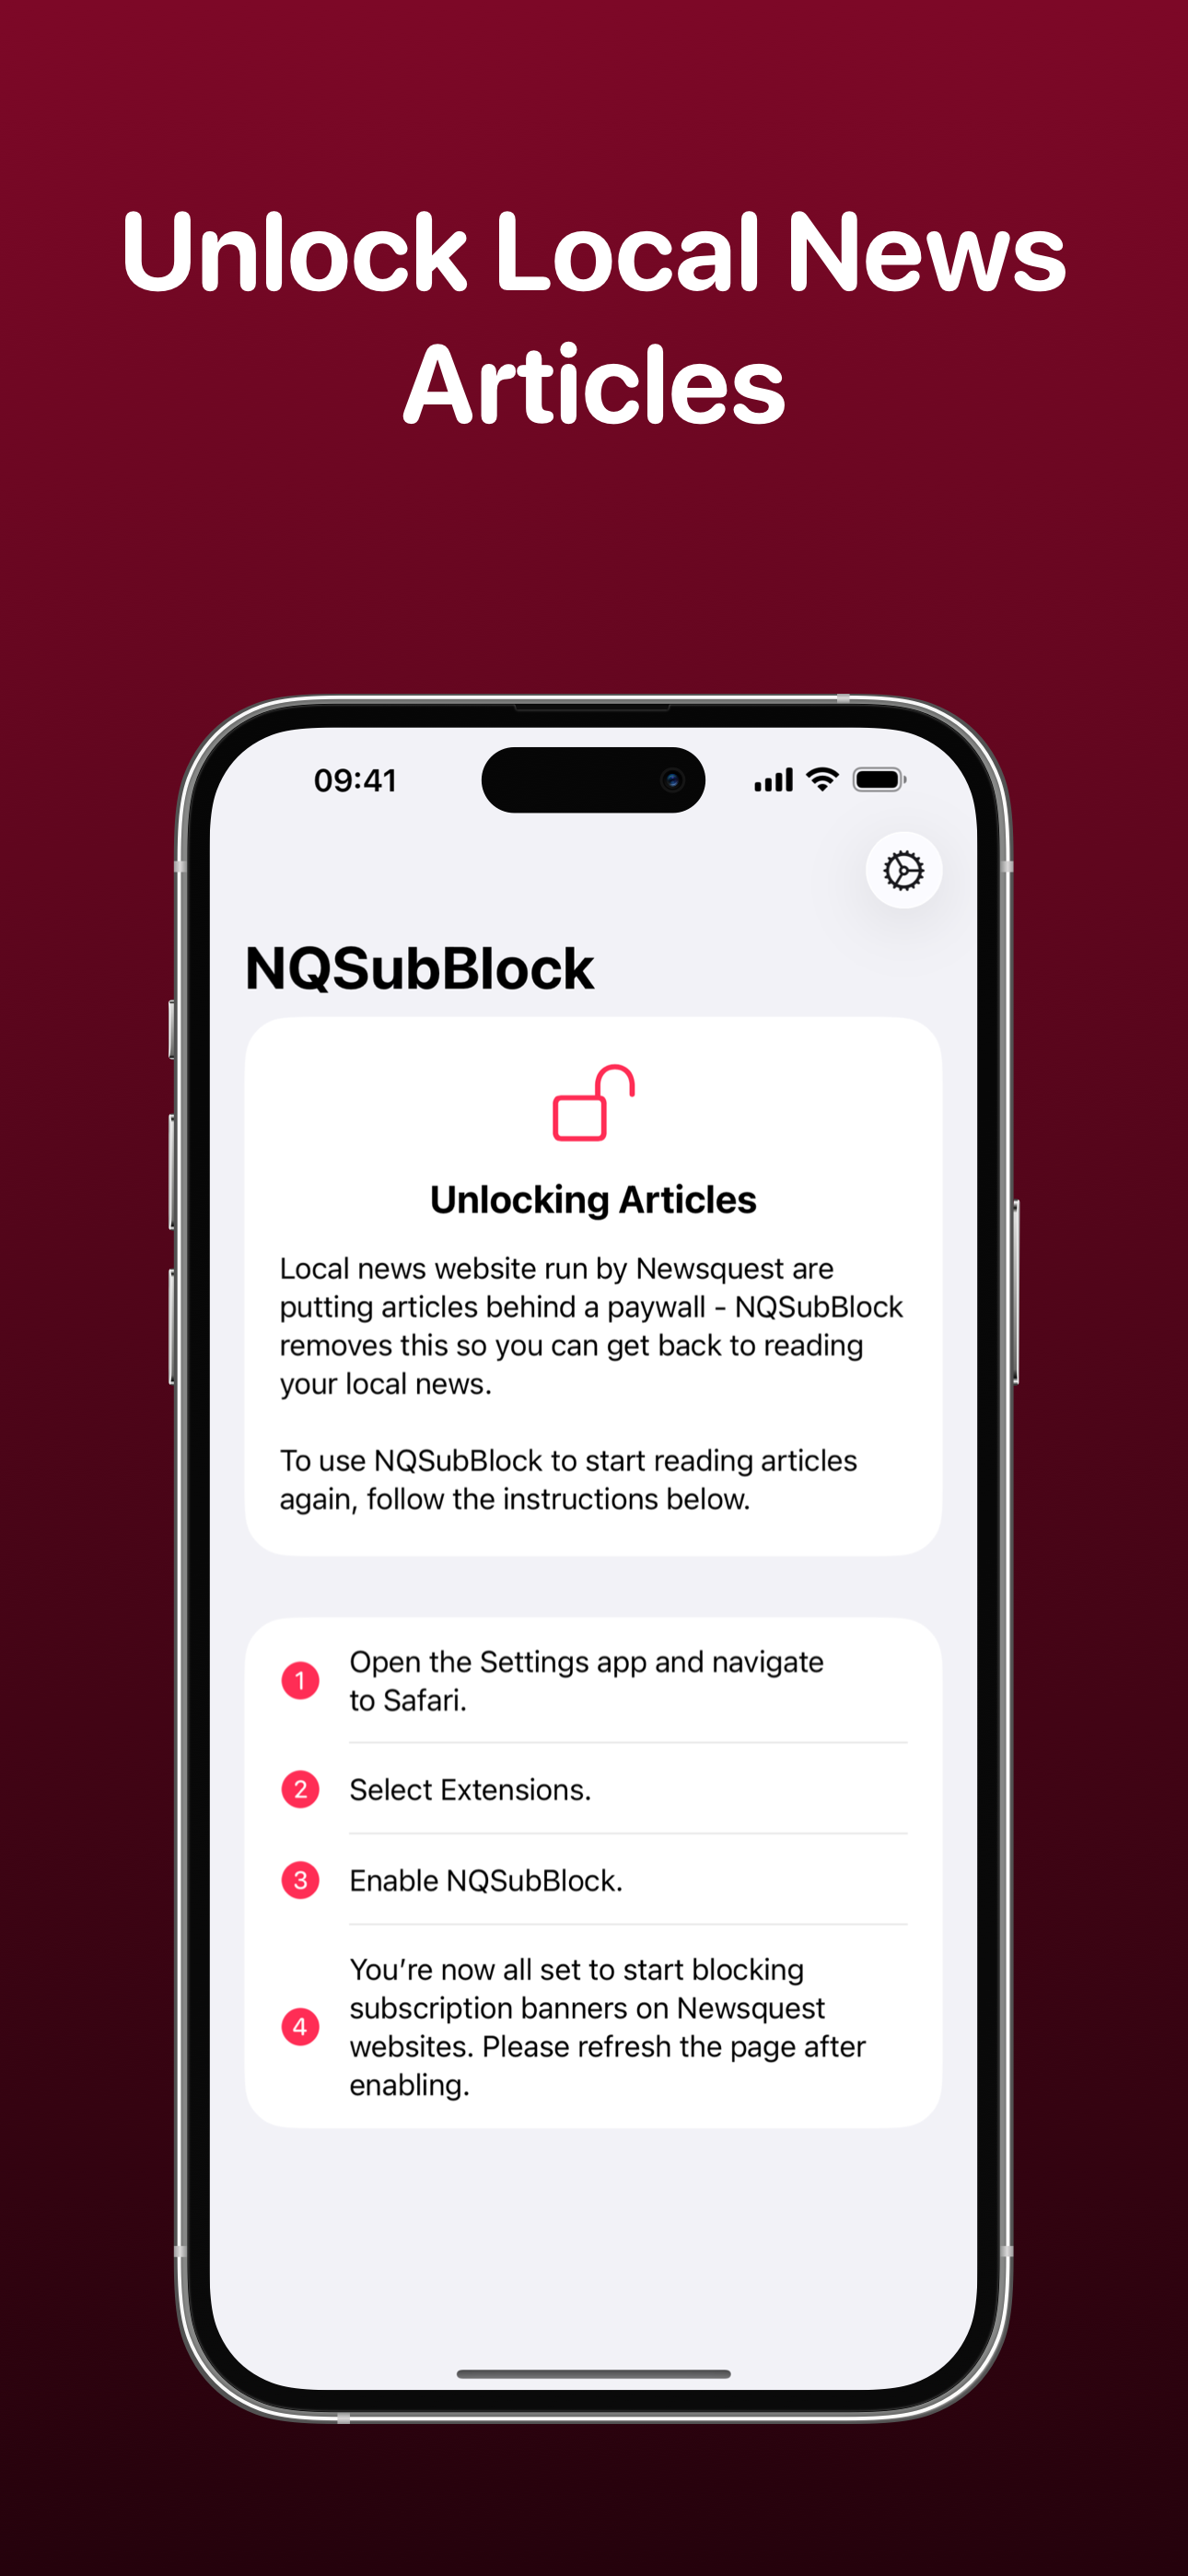 Unlock Local News
Articles
09:41
NQSubBlock
Unlocking Articles
Local news website run by Newsquest are
putting articles behind a paywall - NQSubBlock
removes this so you can get back to reading
your local news.
To use NQSubBlock to start reading articles
again, follow the instructions below.
1
Open the Settings app and navigate
to Safari.
2
Select Extensions.
3
Enable NQSubBlock.
4
You’re now all set to start blocking
subscription banners on Newsquest
websites. Please refresh the page after
enabling.